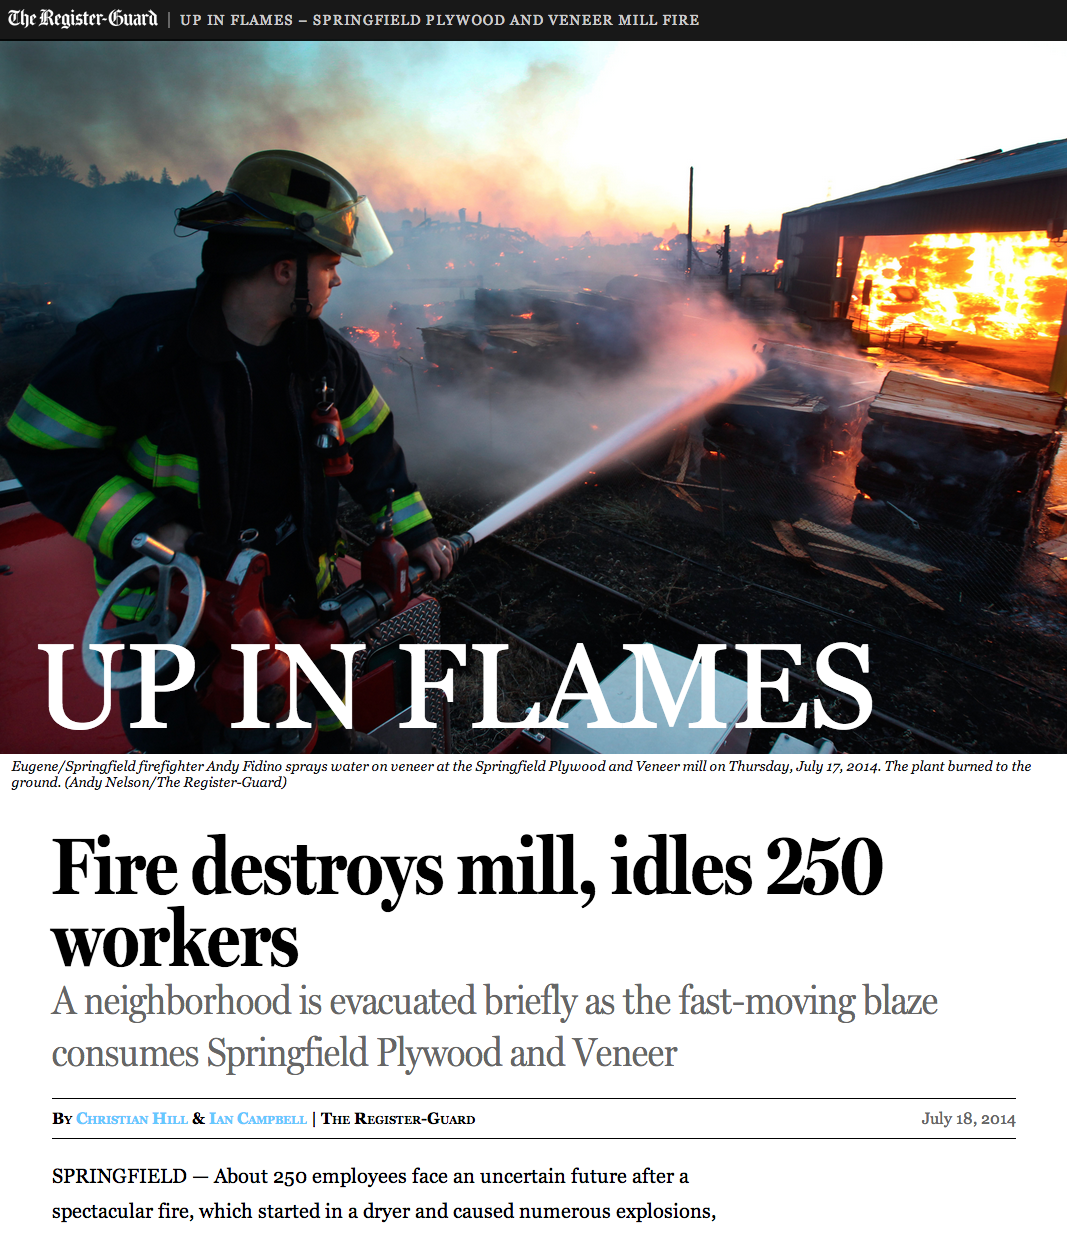 The Register-Guard | UP IN FLAMES – SPRINGFIELD PLYWOOD AND VENEER MILL FIRE
UP IN FLAMES
Eugene/Springfield firefighter Andy Fidino sprays water on veneer at the Springfield Plywood and Veneer mill on Thursday, July 17, 2014. The plant burned to the
ground. (Andy Nelson/The Register-Guard)
Fire destroys mill, idles 250
workers
A neighborhood is evacuated briefly as the fast-moving blaze
consumes Springfield Plywood and Veneer
By Christian Hill & Ian Campbell | The Register-Guard July 18, 2014
SPRINGFIELD — About 250 employees face an uncertain future after a
spectacular fire, which started in a dryer and caused numerous explosions,